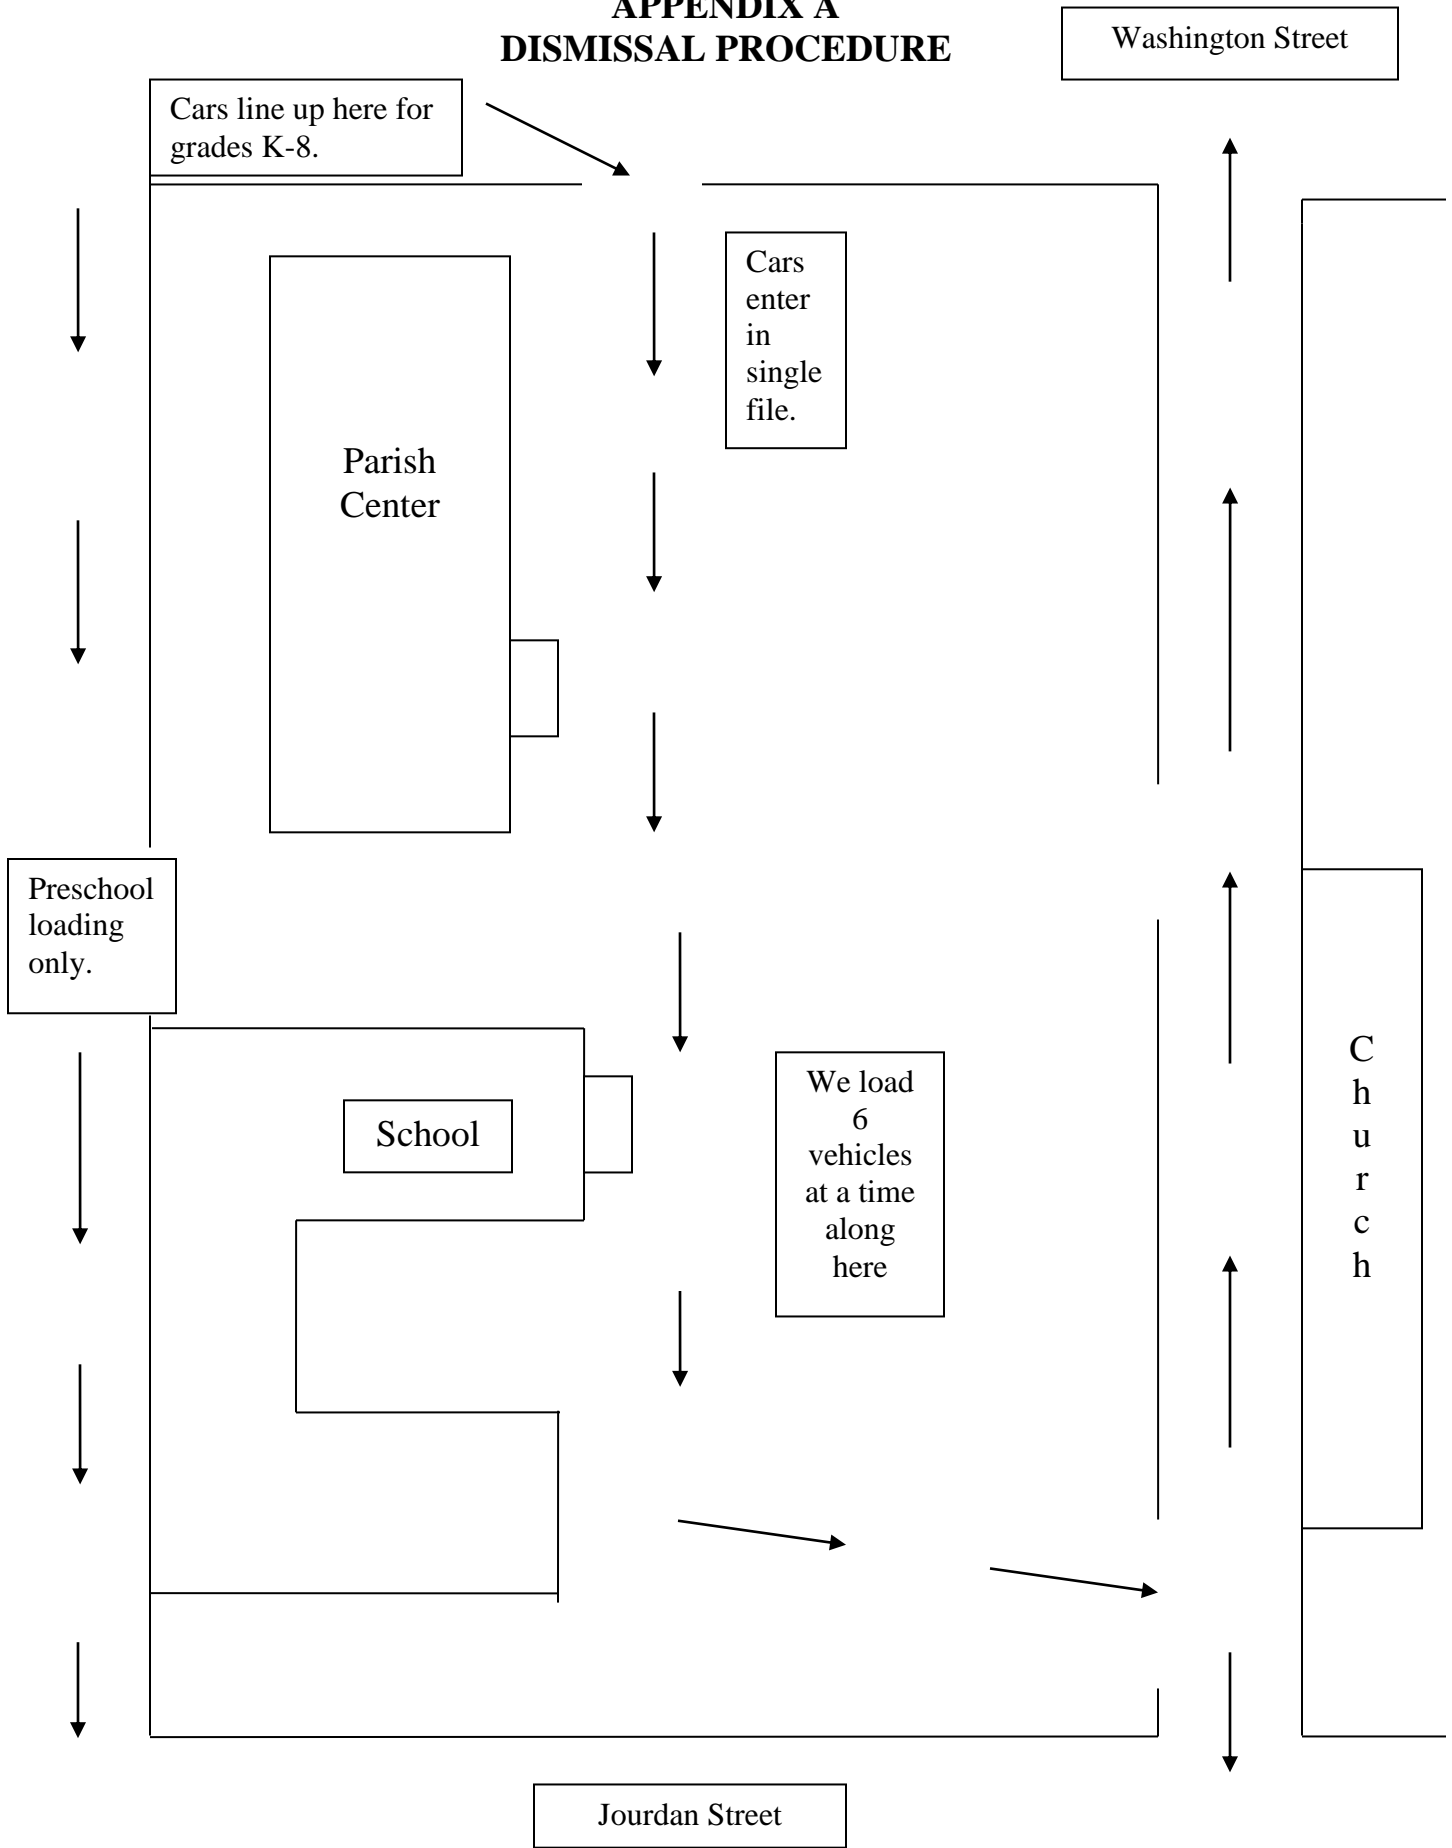 APPENDIX A
DISMISSAL PROCEDURE
Washington Street
Cars line up here for
grades K-8.
Cars
enter
in
single
file.
Parish
Center
Preschool
loading
only.
School
We load
6
vehicles
at a time
along
here
C
h
u
r
c
h
Jourdan Street